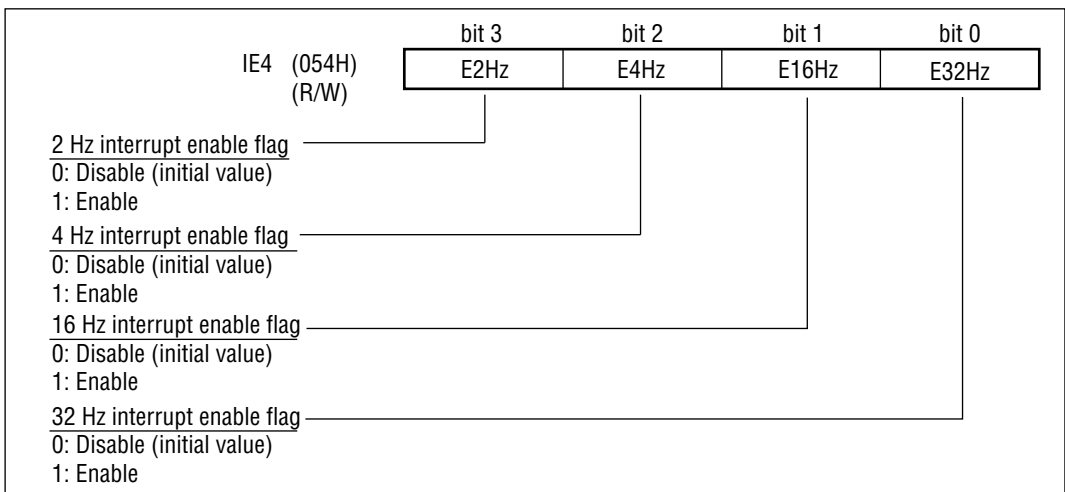 bit 3 bit 2 bit 1 bit 0
IE4 (054H) E2Hz E4Hz E16Hz E32Hz
(R/W)
2 Hz interrupt enable flag
0: Disable (initial value)
1: Enable
4 Hz interrupt enable flag
0: Disable (initial value)
1: Enable
16 Hz interrupt enable flag
0: Disable (initial value)
1: Enable
32 Hz interrupt enable flag
0: Disable (initial value)
1: Enable